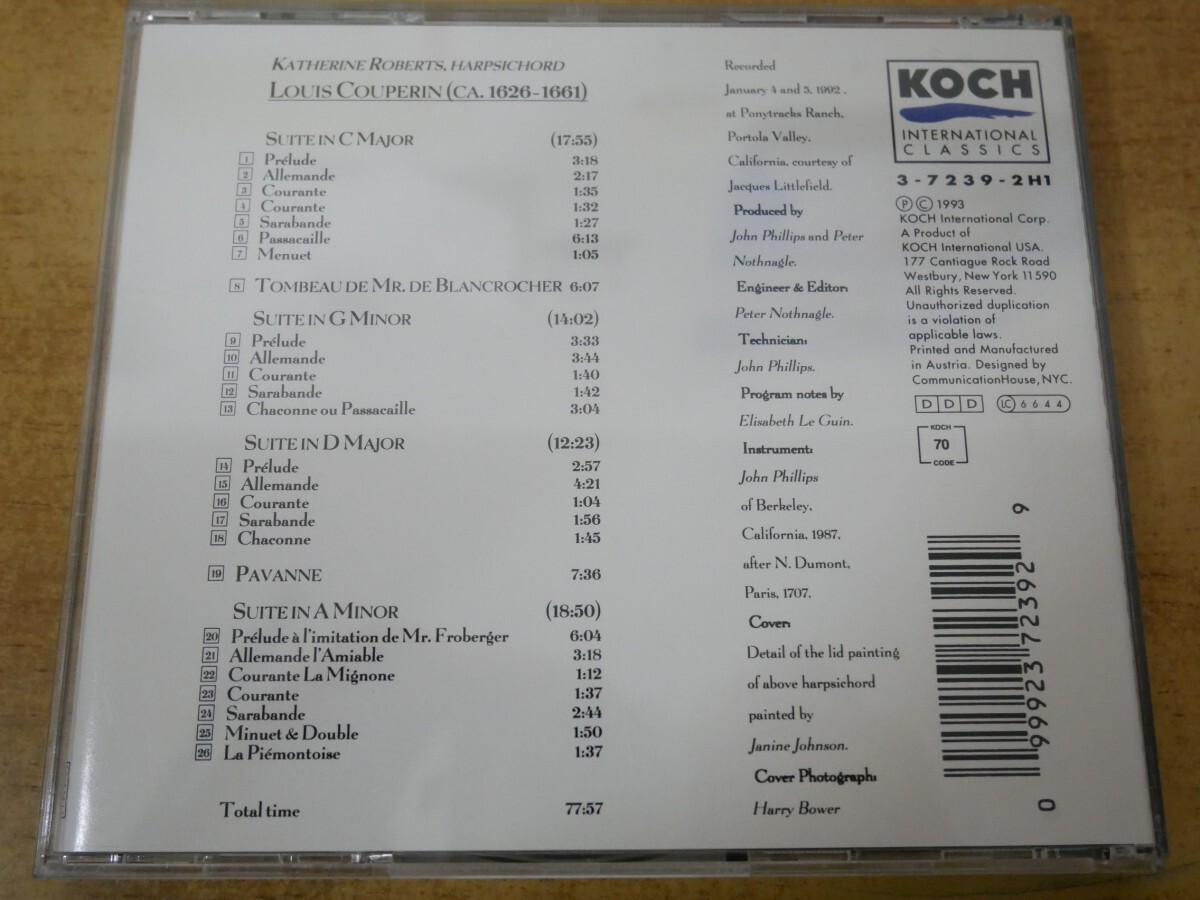 KATHERINE ROBERTS, HARPSICHORD
LOUIS COUPERIN (CA. 1626-1661)
SUITE IN C MAJOR (17:55)
1 Prélude 3:18
2 Allemande 2:17
3 Courante 1:35
4 Courante 1:32
5 Sarabande 1:27
6 Passacaille 6:13
7 Menuet 1:05
8 TOMBEAU DE MR. DE BLANCROCHER 6:07
SUITE IN G MINOR (14:02)
9 Prélude 3:33
10 Allemande 3:44
11 Courante 1:40
12 Sarabande 1:42
13 Chaconne ou Passacaille 3:04
SUITE IN D MAJOR (12:23)
14 Prélude 2:57
15 Allemande 4:21
16 Courante 1:04
17 Sarabande 1:56
18 Chaconne 1:45
19 PAVANNE 7:36
SUITE IN A MINOR (18:50)
20 Prélude à l'imitation de Mr. Froberger 6:04
21 Allemande l'Amiable 3:18
22 Courante La Mignone 1:12
23 Courante 1:37
24 Sarabande 2:44
25 Minuet & Double 1:50
26 La Piémontoise 1:37
Total time 77:57
Recorded
January 4 and 5, 1992,
at Ponytracks Ranch,
Portola Valley,
California, courtesy of
Jacques Littlefield.
Produced by
John Phillips and Peter
Nothnagle.
Engineer & Editor:
Peter Nothnagle.
Technician:
John Phillips.
Program notes by
Elisabeth Le Guin.
Instrument:
John Phillips
of Berkeley,
California, 1987,
after N. Dumont,
Paris, 1707.
Cover:
Detail of the lid painting
of above harpsichord
painted by
Janine Johnson.
Cover Photograph:
Harry Bower
KOCH
INTERNATIONAL
CLASSICS
3-7239-2H1
Ⓟ © 1993
KOCH International Corp.
A Product of
KOCH International USA.
177 Cantiague Rock Road
Westbury, New York 11590
All Rights Reserved.
Unauthorized duplication
is a violation of
applicable laws.
Printed and Manufactured
in Austria. Designed by
CommunicationHouse, NYC.
D D D LC 6644
KOCH
70
CODE
0 99923 72392 9